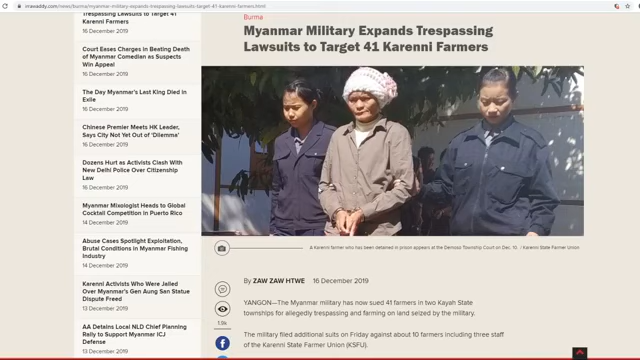 irrawaddy.com/news/burma/myanmar-military-expands-trespassing-lawsuits-target-41-karenni-farmers.html
Trespassing Lawsuits to Target 41
Karenni Farmers
16 December 2019
Court Eases Charges in Beating Death
of Myanmar Comedian as Suspects
Win Appeal
16 December 2019
The Day Myanmar's Last King Died in
Exile
16 December 2019
Chinese Premier Meets HK Leader,
Says City Not Yet Out of 'Dilemma'
16 December 2019
Dozens Hurt as Activists Clash With
New Delhi Police Over Citizenship
Law
16 December 2019
Myanmar Mixologist Heads to Global
Cocktail Competition in Puerto Rico
16 December 2019
Abuse Cases Spotlight Exploitation,
Brutal Conditions in Myanmar Fishing
Industry
14 December 2019
Karenni Activists Who Were Jailed
Over Myanmar's Gen Aung San Statue
Dispute Freed
13 December 2019
AA Detains Local NLD Chief Planning
Rally to Support Myanmar ICJ
Defense
13 December 2019
Burma
Myanmar Military Expands Trespassing
Lawsuits to Target 41 Karenni Farmers
A Karenni farmer who has been detained in prison appears at the Demoso Township Court on Dec. 10. / Karenni State Farmer Union
By ZAW ZAW HTWE 16 December 2019
1.9k
YANGON—The Myanmar military has now sued 41 farmers in two Kayah State
townships for allegedly trespassing and farming on land seized by the military.
The military filed additional suits on Friday against about 10 farmers including three staff
of the Karenni State Farmer Union (KSFU).